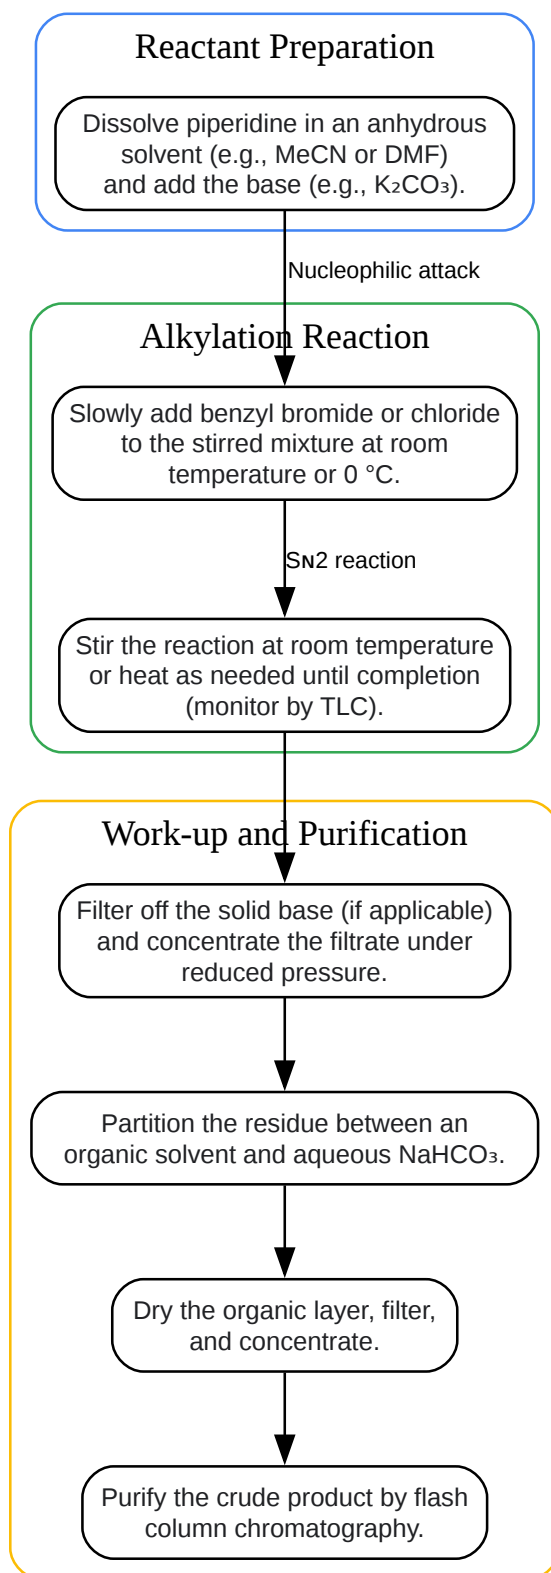 Reactant Preparation
Dissolve piperidine in an anhydrous
solvent (e.g., MeCN or DMF)
and add the base (e.g., K₂CO₃).
Nucleophilic attack
Alkylation Reaction
Slowly add benzyl bromide or chloride
to the stirred mixture at room
temperature or 0 °C.
Sɴ2 reaction
Stir the reaction at room temperature
or heat as needed until completion
(monitor by TLC).
Work-up and Purification
Filter off the solid base (if applicable)
and concentrate the filtrate under
reduced pressure.
Partition the residue between an
organic solvent and aqueous NaHCO₃.
Dry the organic layer, filter,
and concentrate.
Purify the crude product by flash
column chromatography.